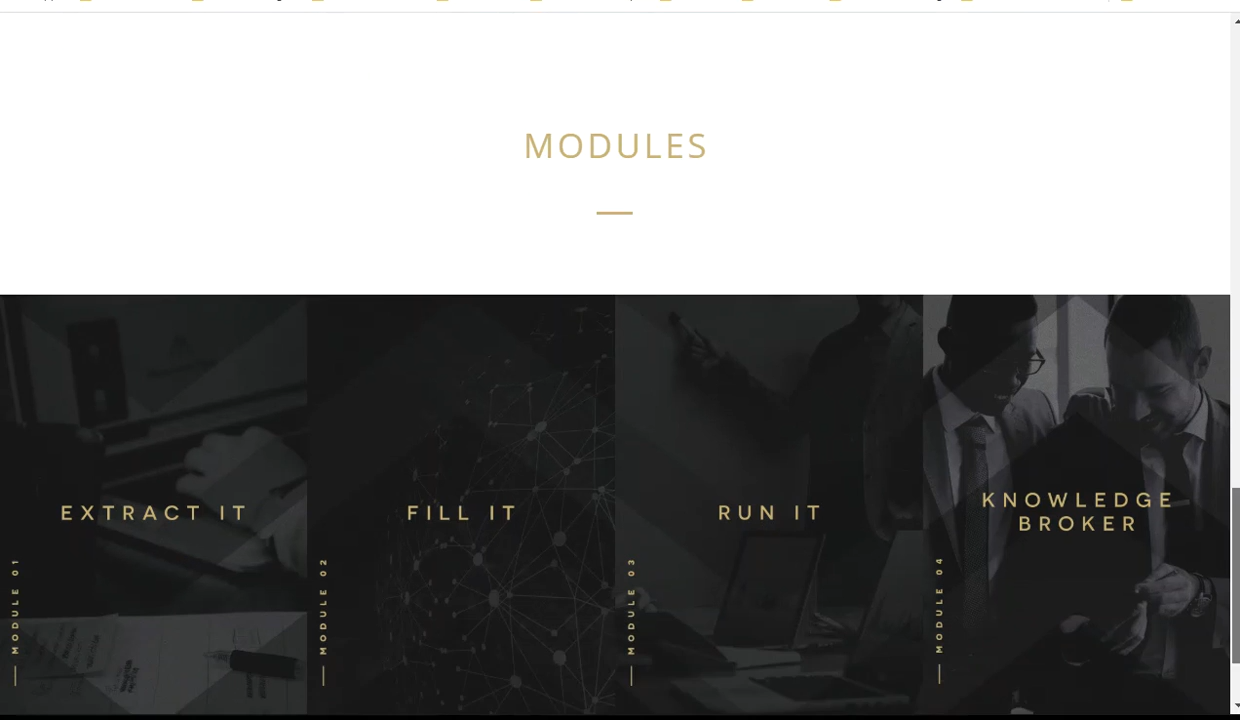 MODULES
EXTRACT IT
MODULE 01
FILL IT
MODULE 02
RUN IT
MODULE 03
KNOWLEDGE
BROKER
MODULE 04